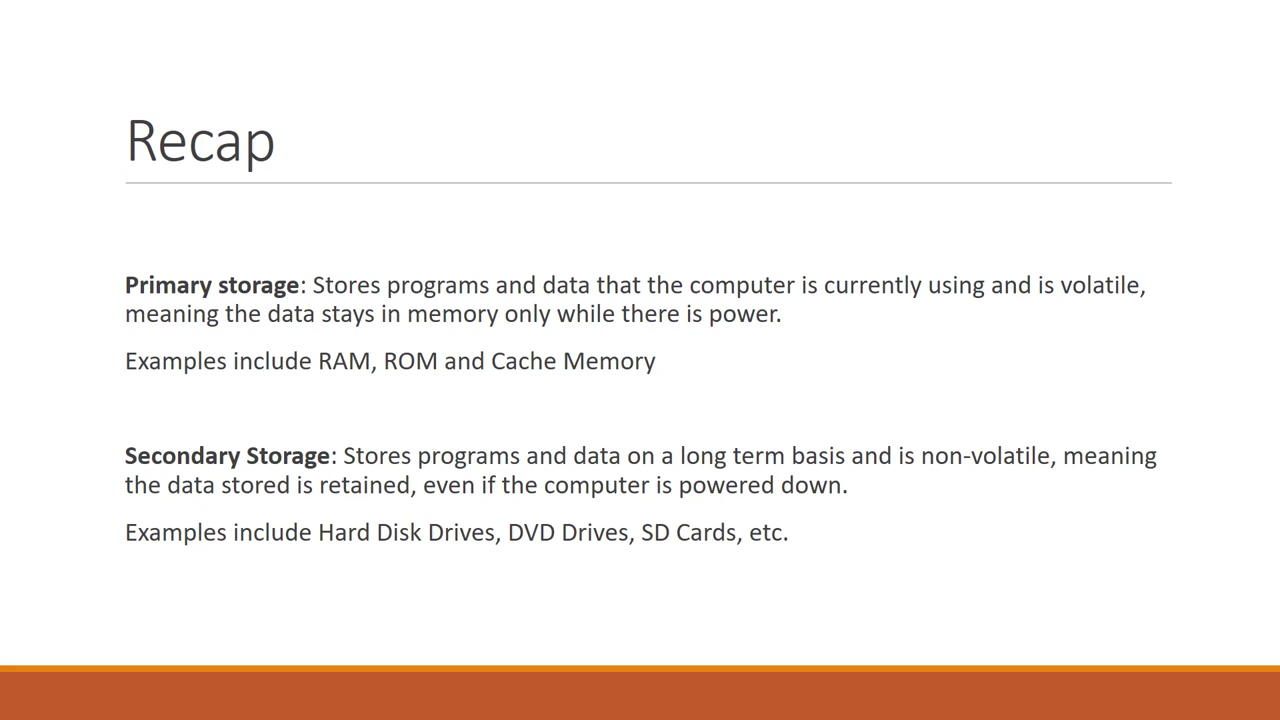 Recap
Primary storage: Stores programs and data that the computer is currently using and is volatile,
meaning the data stays in memory only while there is power.
Examples include RAM, ROM and Cache Memory
Secondary Storage: Stores programs and data on a long term basis and is non-volatile, meaning
the data stored is retained, even if the computer is powered down.
Examples include Hard Disk Drives, DVD Drives, SD Cards, etc.